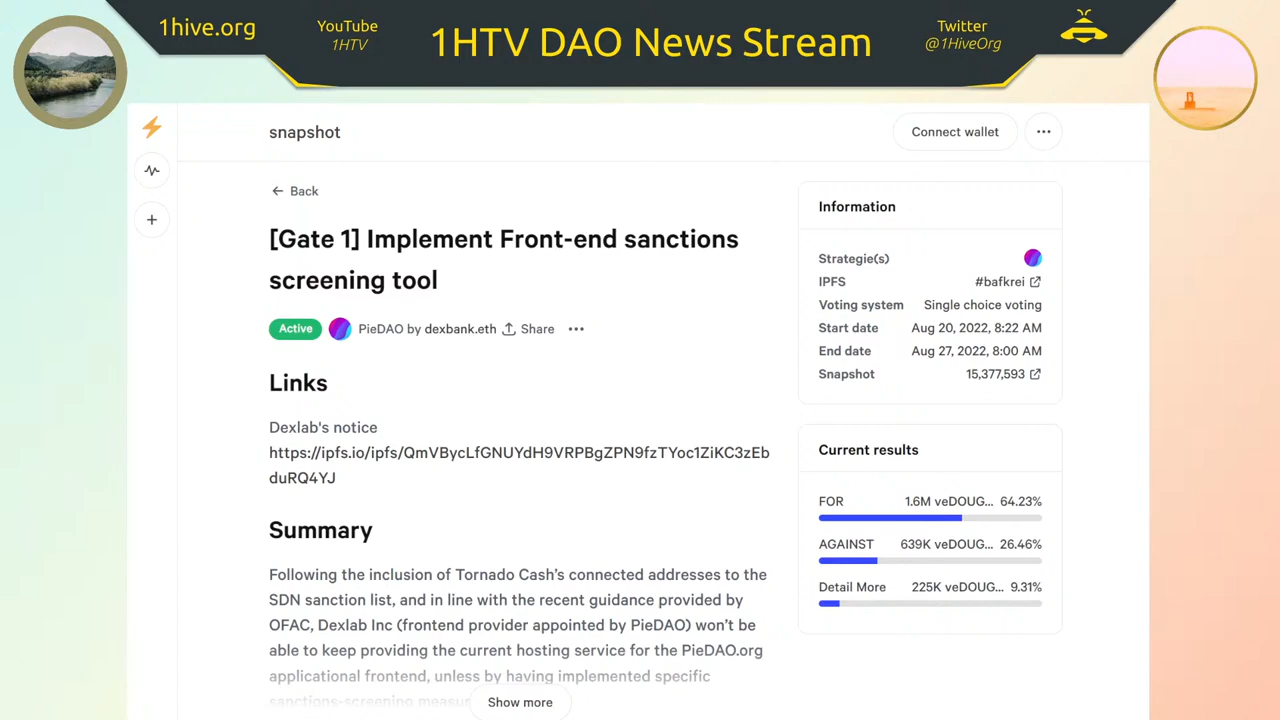 1hive.org
YouTube
1HTV
1HTV DAO News Stream
Twitter
@1HiveOrg
snapshot
Connect wallet
Back
[Gate 1] Implement Front-end sanctions
screening tool
Active
PieDAO by dexbank.eth
Share
Links
Dexlab's notice
https://ipfs.io/ipfs/QmVBycLfGNUYdH9VRPBgZPN9fzTYoc1ZiKC3zEb
duRQ4YJ
Summary
Following the inclusion of Tornado Cash’s connected addresses to the
SDN sanction list, and in line with the recent guidance provided by
OFAC, Dexlab Inc (frontend provider appointed by PieDAO) won’t be
able to keep providing the current hosting service for the PieDAO.org
applicational frontend, unless by having implemented specific
sanctions-screening measur
Show more
Information
Strategie(s)
IPFS #bafkrei
Voting system Single choice voting
Start date Aug 20, 2022, 8:22 AM
End date Aug 27, 2022, 8:00 AM
Snapshot 15,377,593
Current results
FOR 1.6M veDOUG... 64.23%
AGAINST 639K veDOUG... 26.46%
Detail More 225K veDOUG... 9.31%